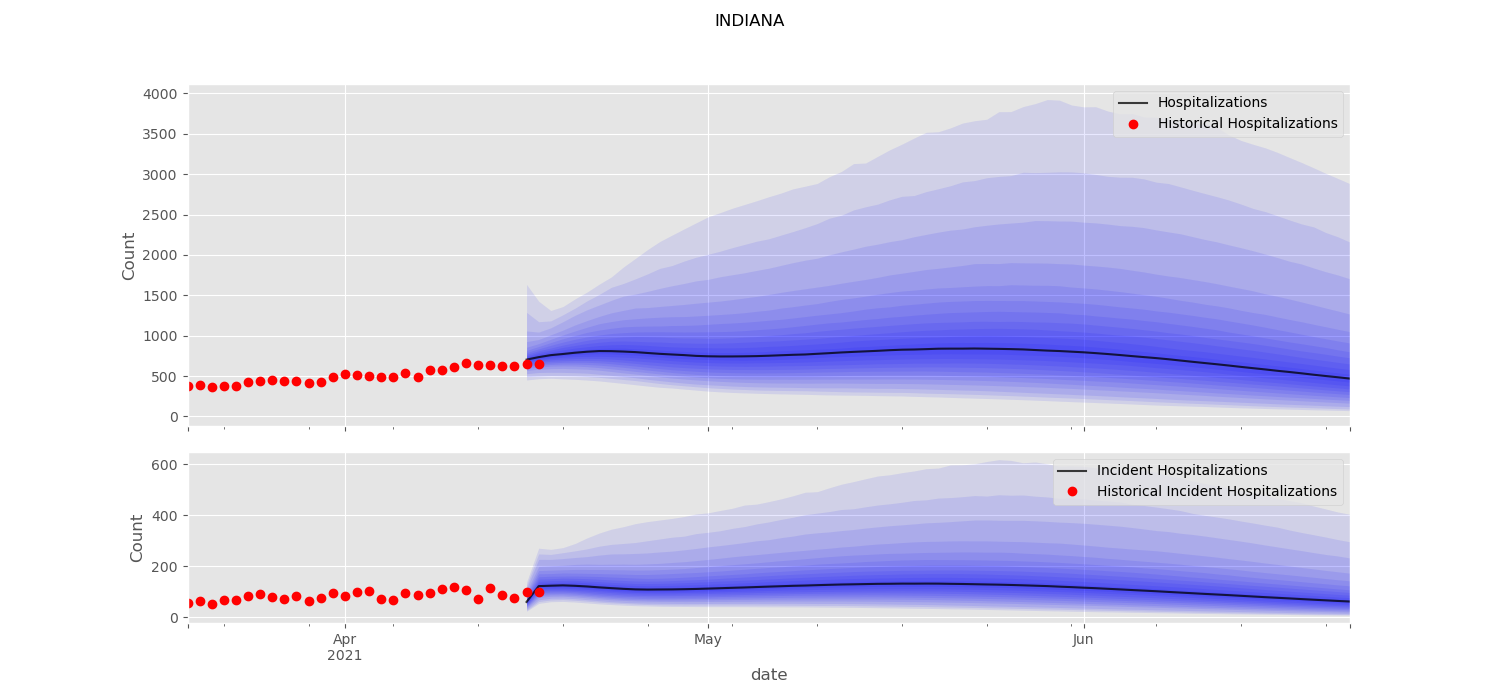 INDIANA
4000
3500
3000
2500
2000
1500
1000
500
0
Count
Hospitalizations
Historical Hospitalizations
600
400
200
0
Count
Incident Hospitalizations
Historical Incident Hospitalizations
Apr
2021
May
Jun
date